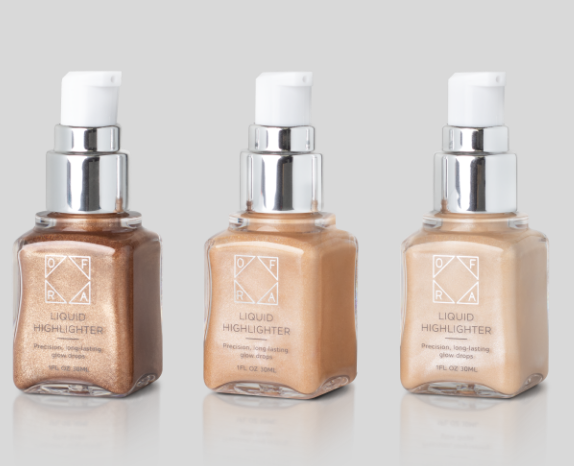 O F
R A
LIQUID
HIGHLIGHTER
Precision, long-lasting
glow drops.
1FL OZ 30ML
O F
R A
LIQUID
HIGHLIGHTER
Precision, long-lasting
glow drops.
1FL OZ 30ML
O F
R A
LIQUID
HIGHLIGHTER
Precision, long-lasting
glow drops.
1FL OZ 30ML